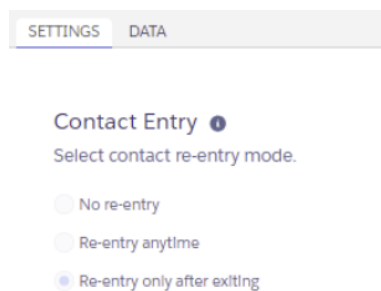 SETTINGS DATA
Contact Entry
Select contact re-entry mode.
No re-entry
Re-entry anytime
Re-entry only after exiting